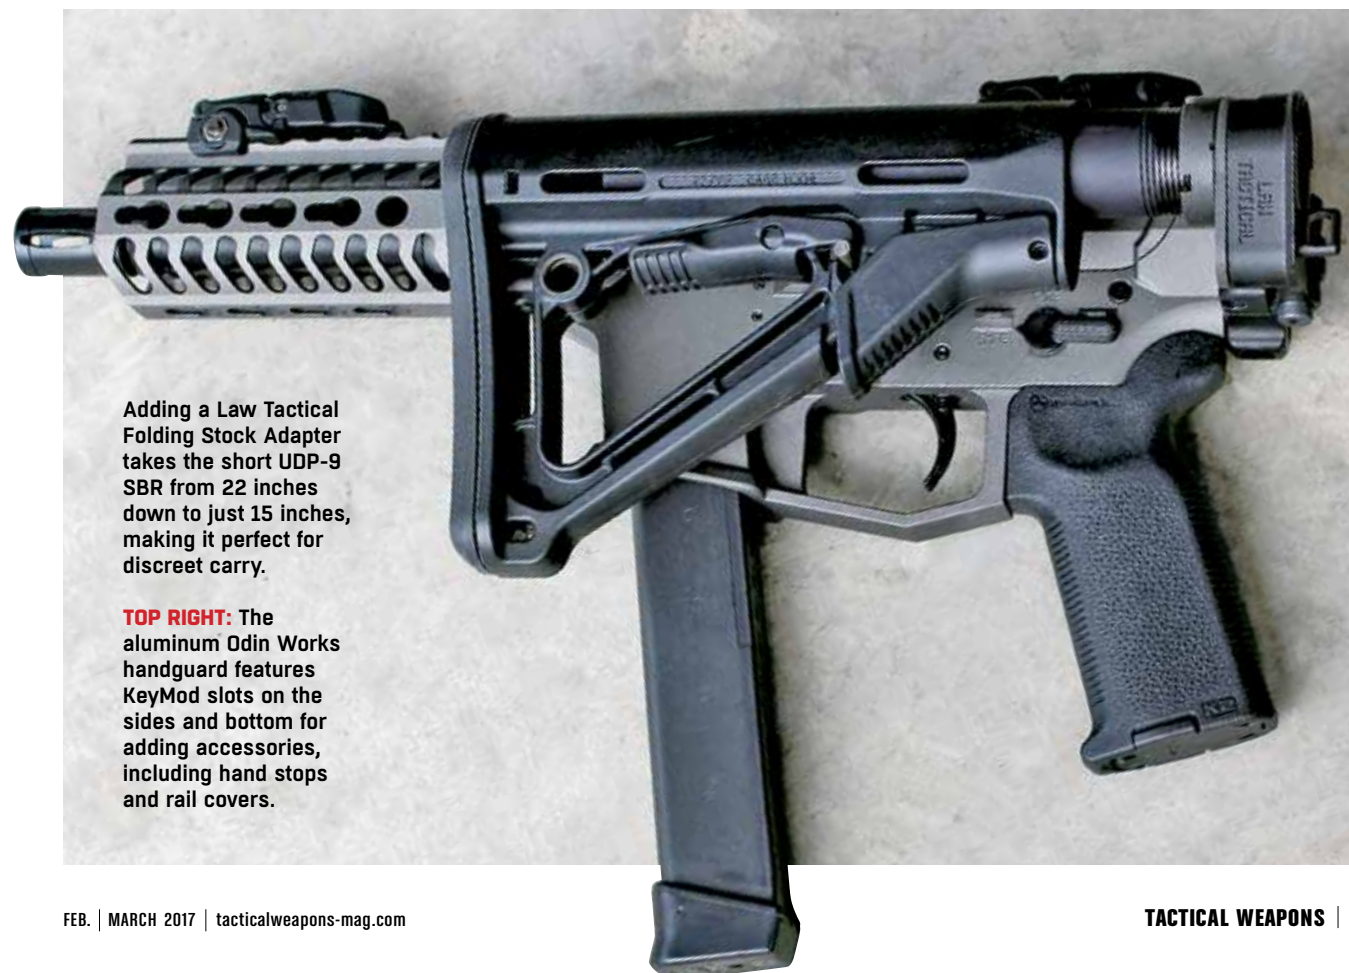 LAW
TACTICAL
Adding a Law Tactical
Folding Stock Adapter
takes the short UDP-9
SBR from 22 inches
down to just 15 inches,
making it perfect for
discreet carry.
TOP RIGHT: The
aluminum Odin Works
handguard features
KeyMod slots on the
sides and bottom for
adding accessories,
including hand stops
and rail covers.
FEB. | MARCH 2017 | tacticalweapons-mag.com
TACTICAL WEAPONS |